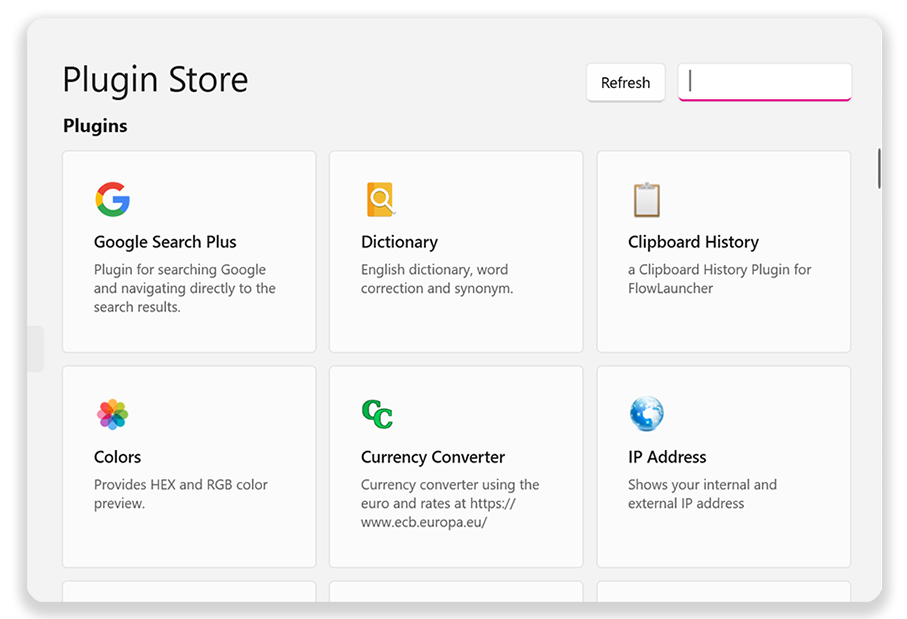 Plugin Store
Refresh
Plugins
Google Search Plus
Plugin for searching Google
and navigating directly to the
search results.
Dictionary
English dictionary, word
correction and synonym.
Clipboard History
a Clipboard History Plugin for
FlowLauncher
Colors
Provides HEX and RGB color
preview.
Currency Converter
Currency converter using the
euro and rates at https://
www.ecb.europa.eu/
IP Address
Shows your internal and
external IP address